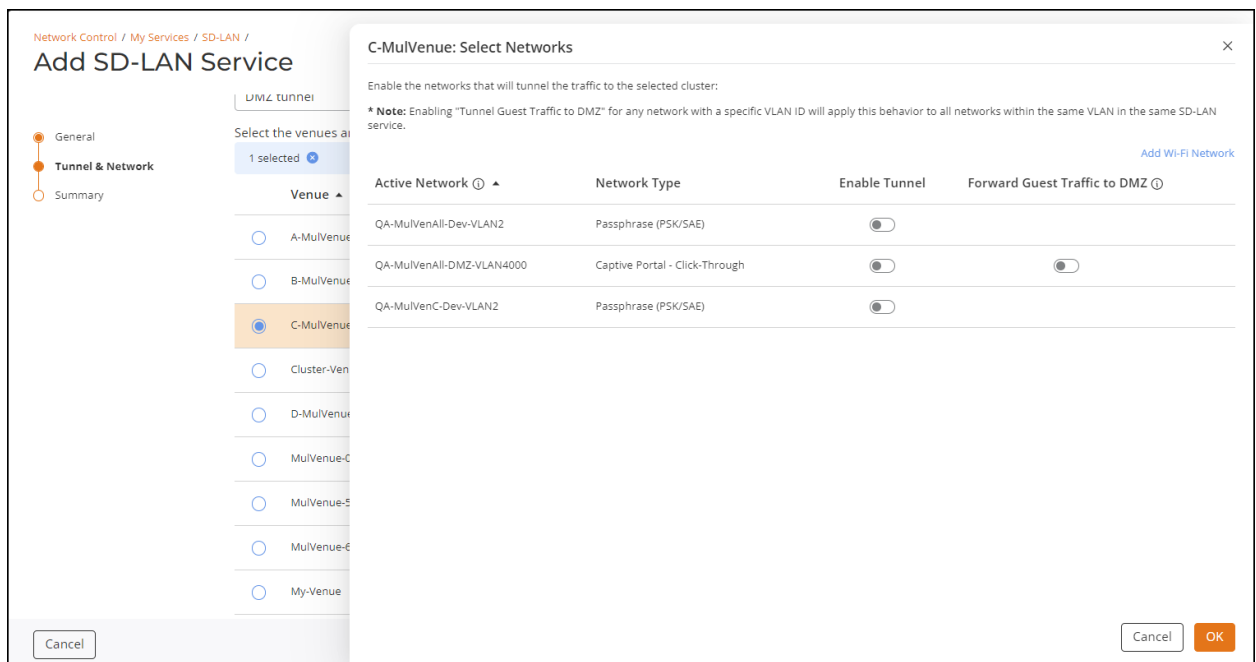 Network Control / My Services / SD-LAN /
Add SD-LAN Service
General
Tunnel & Network
Summary
DMZ tunnel
Select the venues
1 selected
Venue
A-MulVenue
B-MulVenue
C-MulVenue
Cluster-Ven
D-MulVenue
MulVenue-
MulVenue-5
MulVenue-6
My-Venue
Cancel
C-MulVenue: Select Networks
Enable the networks that will tunnel the traffic to the selected cluster:
* Note: Enabling "Tunnel Guest Traffic to DMZ" for any network with a specific VLAN ID will apply this behavior to all networks within the same VLAN in the same SD-LAN
service.
Add Wi-Fi Network
Active Network Network Type Enable Tunnel Forward Guest Traffic to DMZ
QA-MulVenAll-Dev-VLAN2 Passphrase (PSK/SAE)
QA-MulVenAll-DMZ-VLAN4000 Captive Portal - Click-Through
QA-MulVenC-Dev-VLAN2 Passphrase (PSK/SAE)
Cancel OK